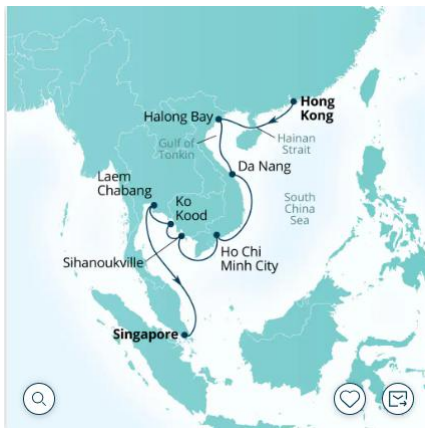 Hong
Kong
Halong Bay
Gulf of
Tonkin
Hainan
Strait
Laem
Chabang
Da Nang
Ko
Kood
South
China
Sea
Sihanoukville
Ho Chi
Minh City
Singapore